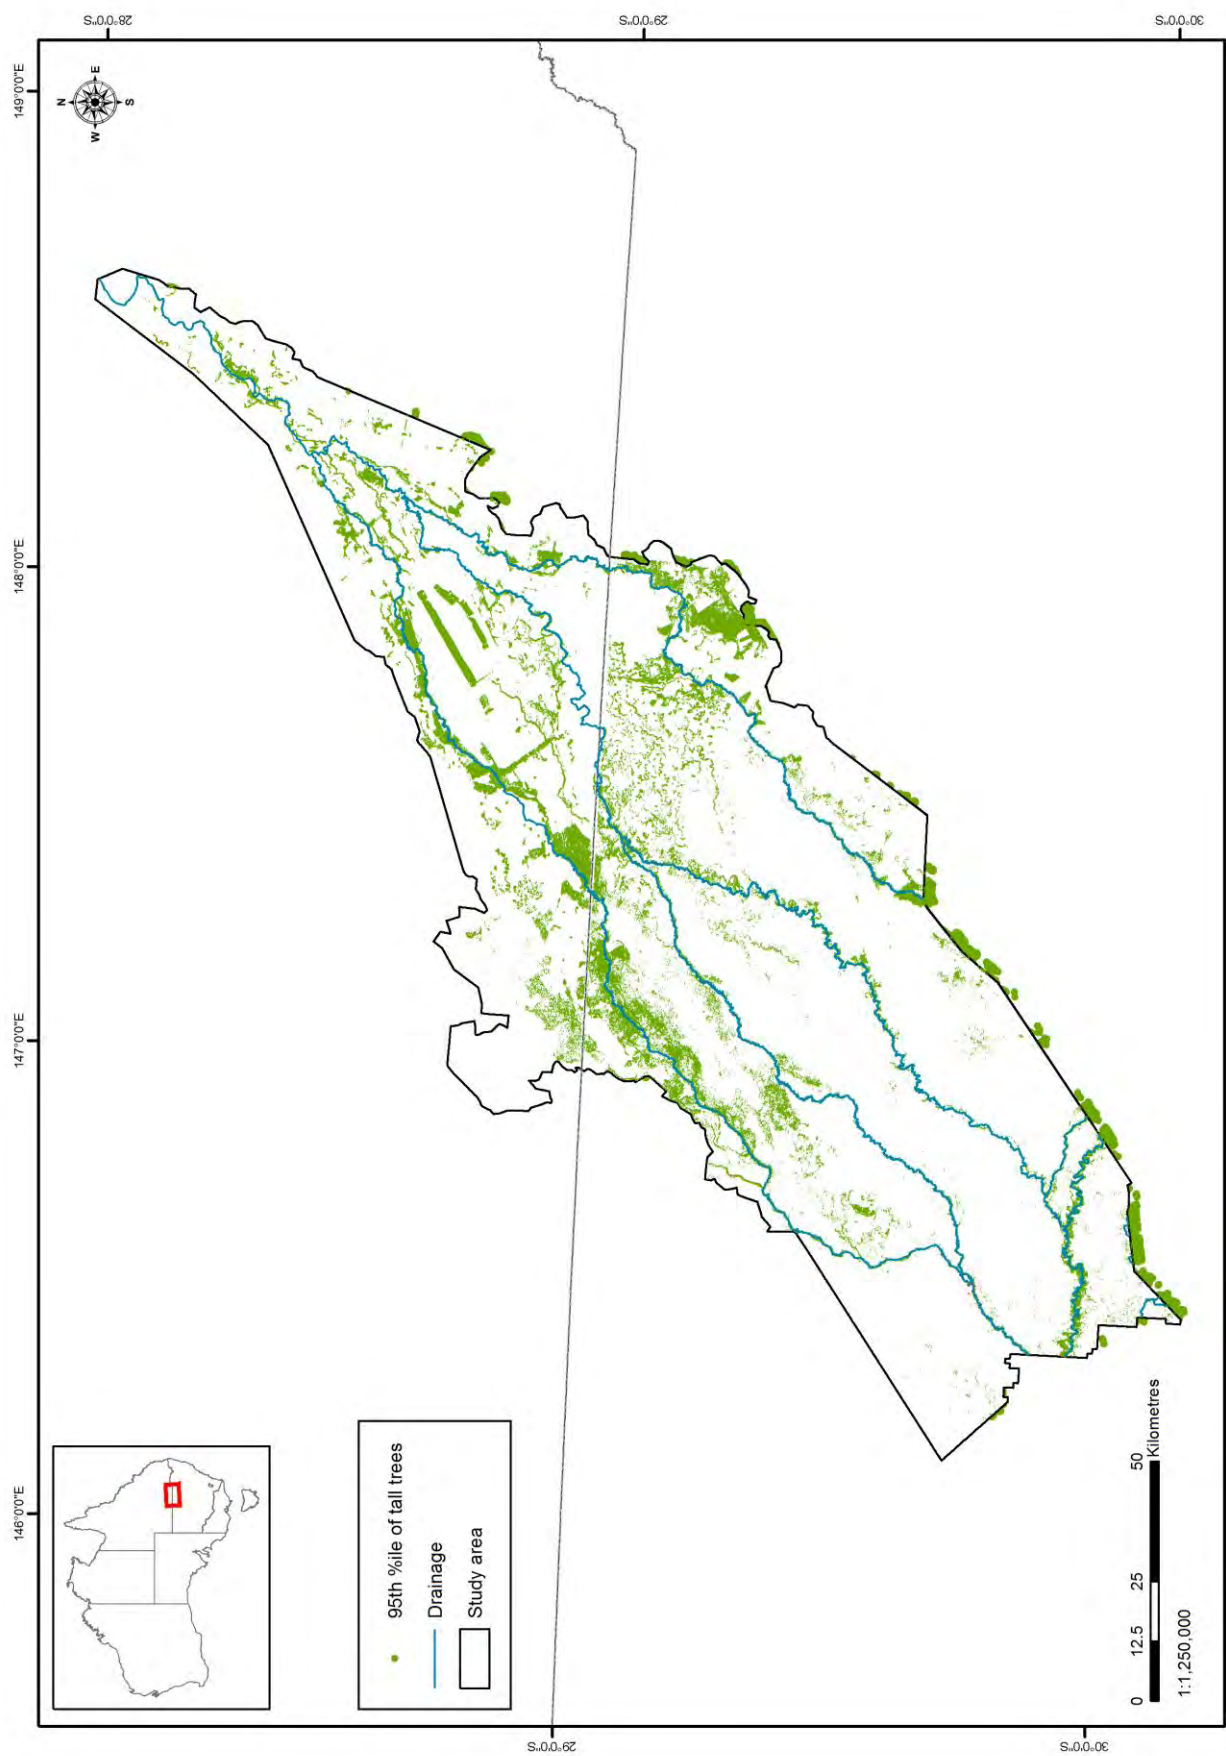 146°0'0"E
147°0'0"E
148°0'0"E
149°0'0"E
28°0'0"S
29°0'0"S
30°0'0"S
29°0'0"S
30°0'0"S
N
W
E
S
95th %ile of tall trees
Drainage
Study area
0 12.5 25 50
Kilometres
1:1,250,000